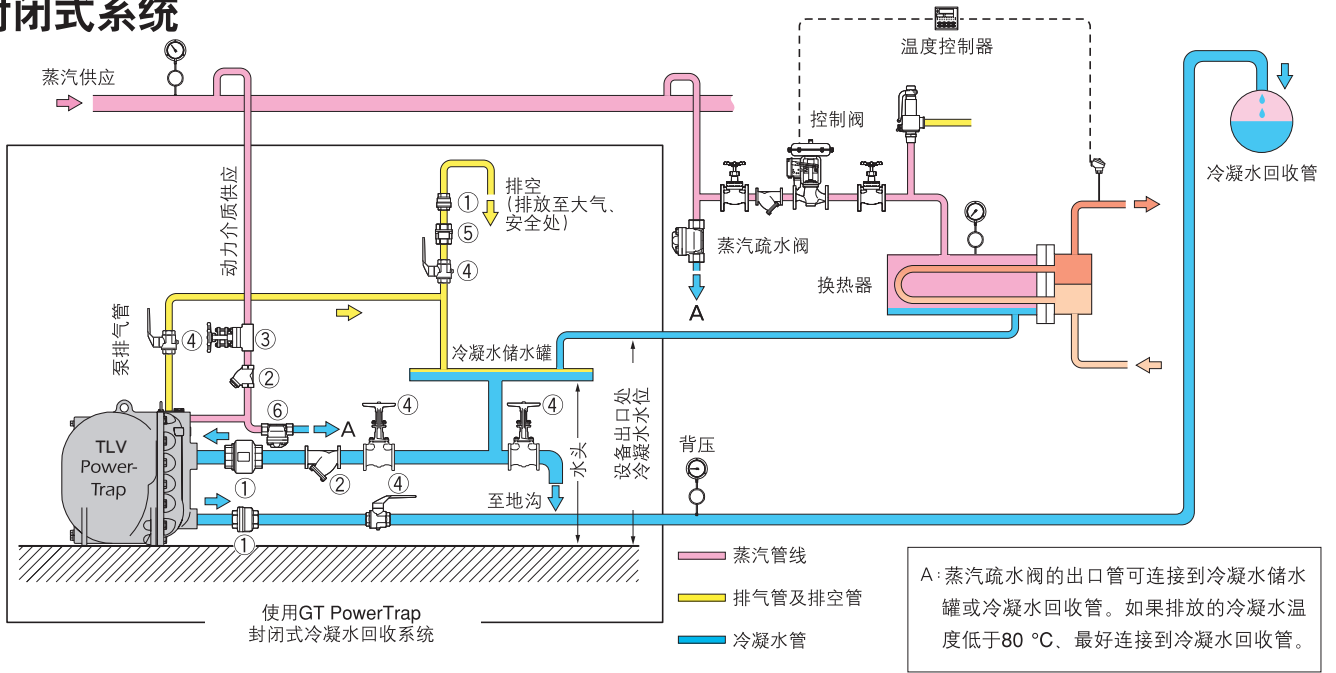 封闭式系统
蒸汽供应
温度控制器
控制阀
冷凝水回收管
动力介质供应
排空
(排放至大气、
安全处)
①
⑤
④
蒸汽疏水阀
A
换热器
泵排气管
④
③
②
冷凝水储水罐
⑥
A
④
④
设备出口处
冷凝水水位
水头
背压
TLV
Power-
Trap
①
②
④
至地沟
①
蒸汽管线
排气管及排空管
冷凝水管
使用GT PowerTrap
封闭式冷凝水回收系统
A:蒸汽疏水阀的出口管可连接到冷凝水储水
罐或冷凝水回收管。如果排放的冷凝水温
度低于80 °C、最好连接到冷凝水回收管。